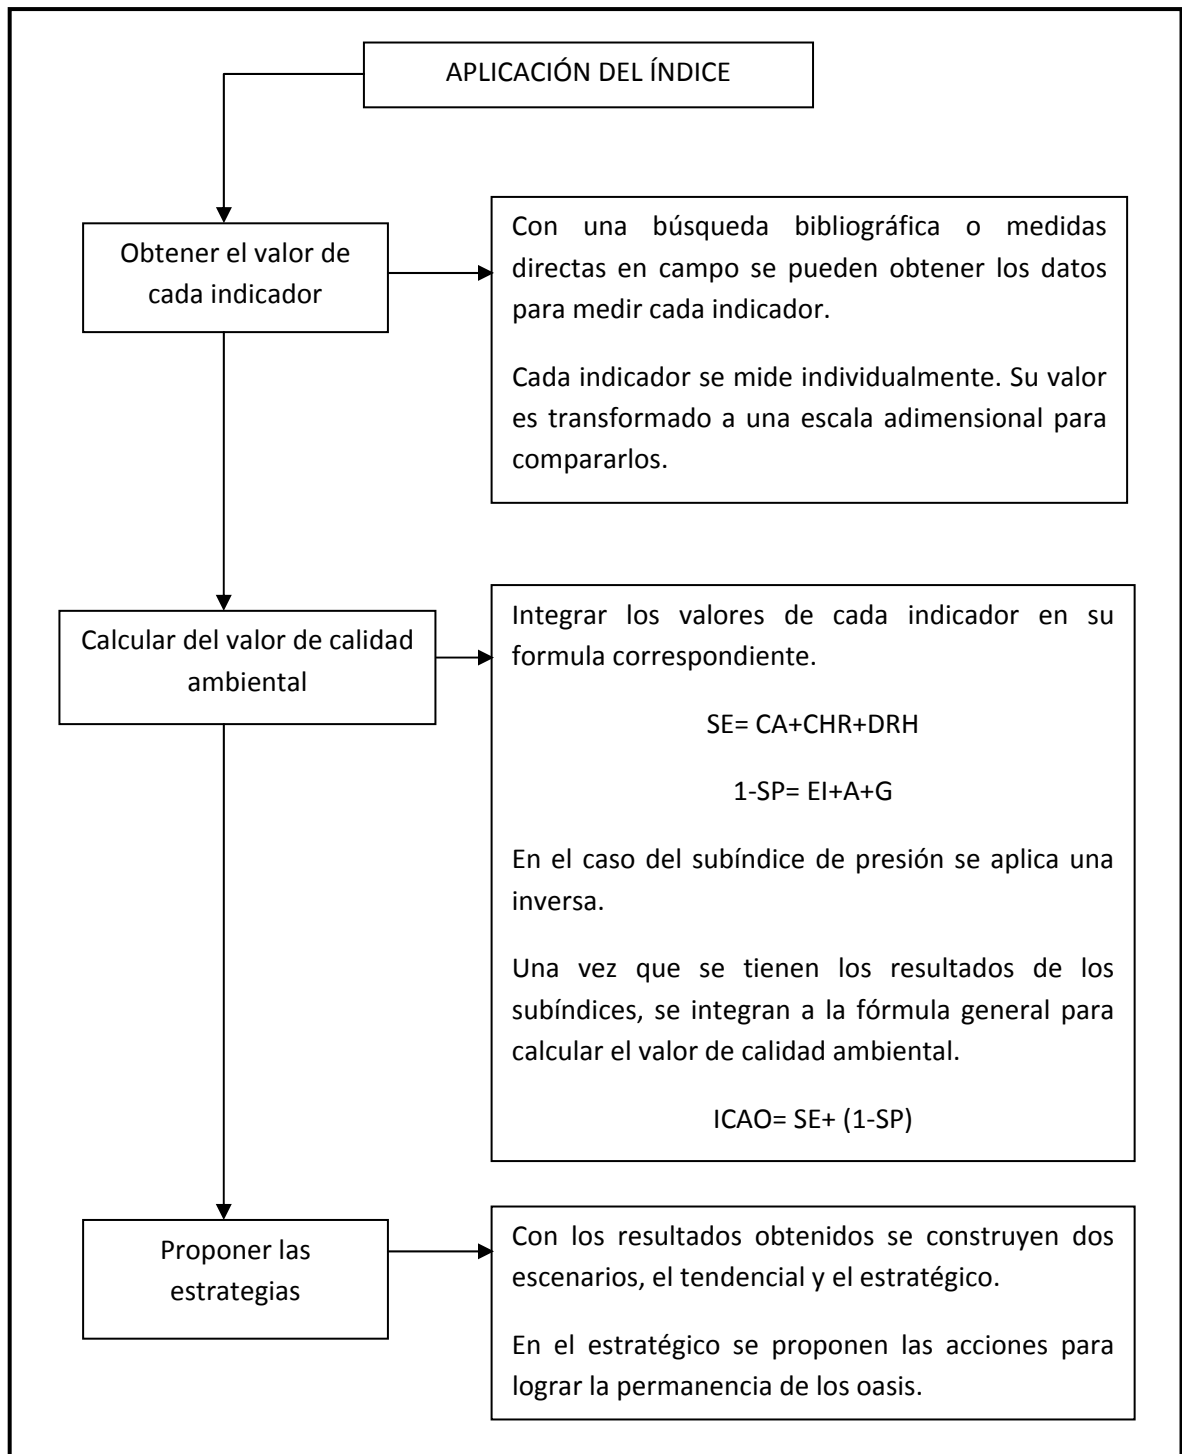 APLICACIÓN DEL ÍNDICE
Obtener el valor de
cada indicador
Con una búsqueda bibliográfica o medidas
directas en campo se pueden obtener los datos
para medir cada indicador.
Cada indicador se mide individualmente. Su valor
es transformado a una escala adimensional para
compararlos.
Calcular del valor de calidad
ambiental
Integrar los valores de cada indicador en su
formula correspondiente.
SE= CA+CHR+DRH
1-SP= EI+A+G
En el caso del subíndice de presión se aplica una
inversa.
Una vez que se tienen los resultados de los
subíndices, se integran a la fórmula general para
calcular el valor de calidad ambiental.
ICAO= SE+ (1-SP)
Proponer las
estrategias
Con los resultados obtenidos se construyen dos
escenarios, el tendencial y el estratégico.
En el estratégico se proponen las acciones para
lograr la permanencia de los oasis.